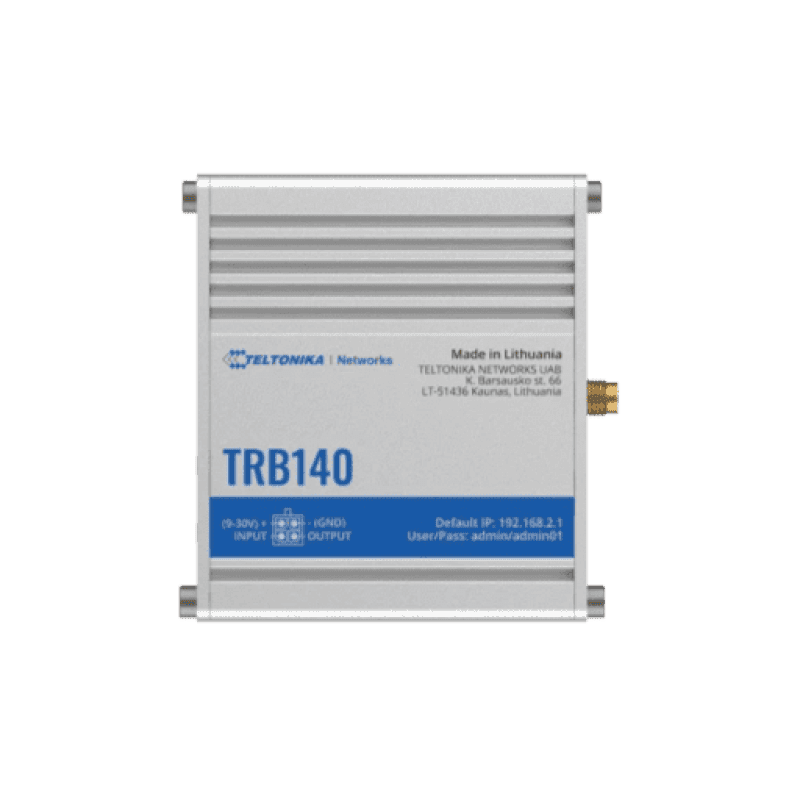 TELTONIKA | Networks
Made in Lithuania
TELTONIKA NETWORKS UAB
K. Barsausko st. 66
LT-51436 Kaunas, Lithuania
TRB140
(9-30V) + - (GND)
INPUT OUTPUT
Default IP: 192.168.2.1
User/Pass: admin/admin01